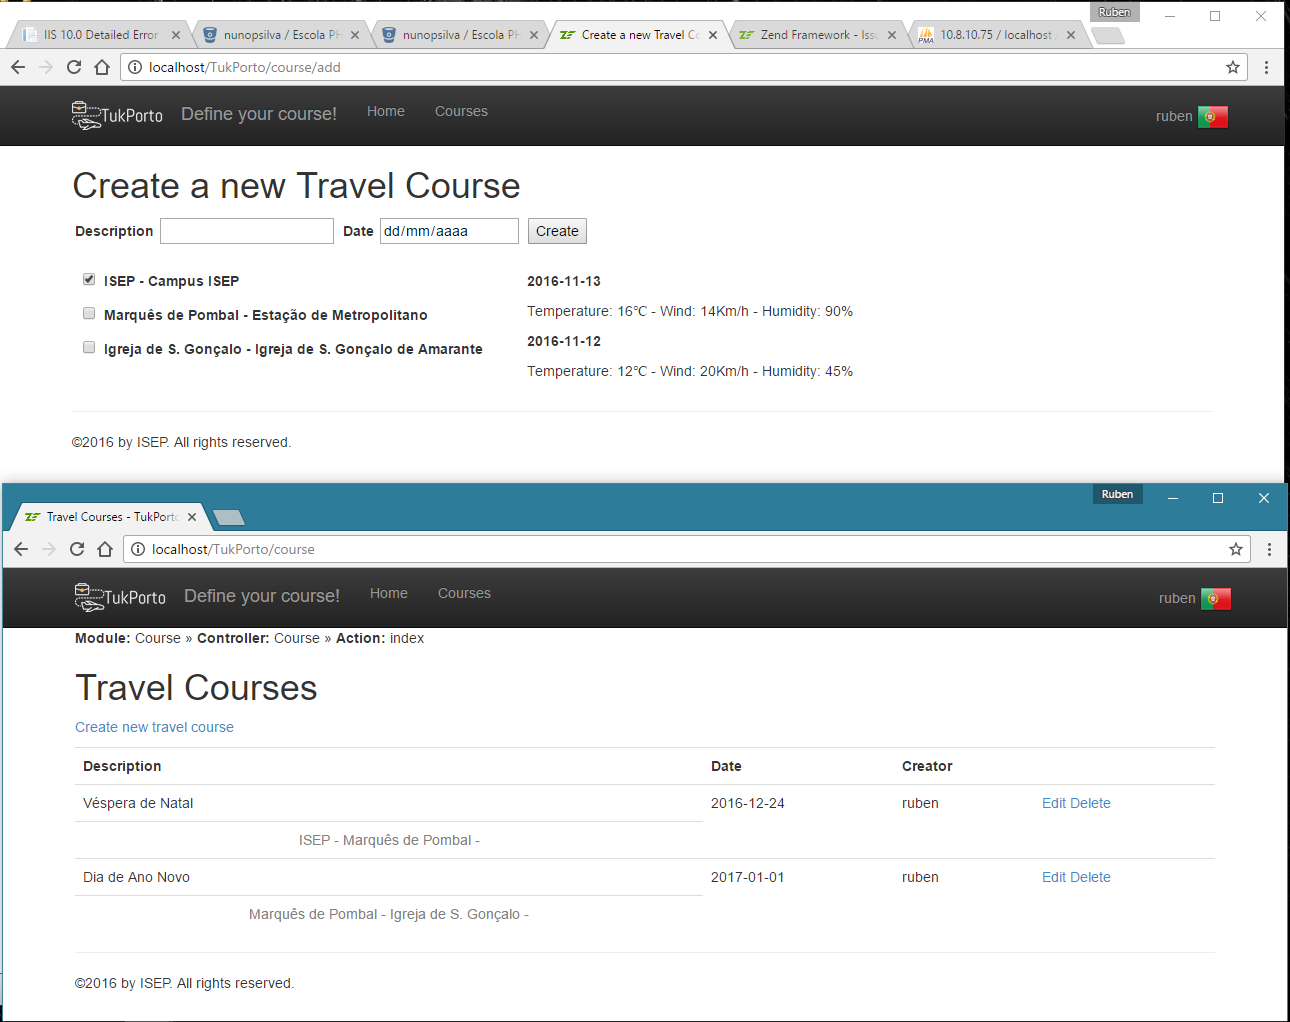 Ruben
IIS 10.0 Detailed Error
nunopsilva / Escola PH
nunopsilva / Escola PH
Create a new Travel Co
Zend Framework - Issu
10.8.10.75 / localhost /
localhost/TukPorto/course/add
TukPorto Define your course! Home Courses ruben
Create a new Travel Course
Description Date dd/mm/aaaa Create
ISEP - Campus ISEP
Marquês de Pombal - Estação de Metropolitano
Igreja de S. Gonçalo - Igreja de S. Gonçalo de Amarante
2016-11-13
Temperature: 16°C - Wind: 14Km/h - Humidity: 90%
2016-11-12
Temperature: 12°C - Wind: 20Km/h - Humidity: 45%
©2016 by ISEP. All rights reserved.
Ruben
Travel Courses - TukPorto
localhost/TukPorto/course
TukPorto Define your course! Home Courses ruben
Module: Course » Controller: Course » Action: index
Travel Courses
Create new travel course
Description Date Creator
Véspera de Natal 2016-12-24 ruben Edit Delete
ISEP - Marquês de Pombal -
Dia de Ano Novo 2017-01-01 ruben Edit Delete
Marquês de Pombal - Igreja de S. Gonçalo -
©2016 by ISEP. All rights reserved.